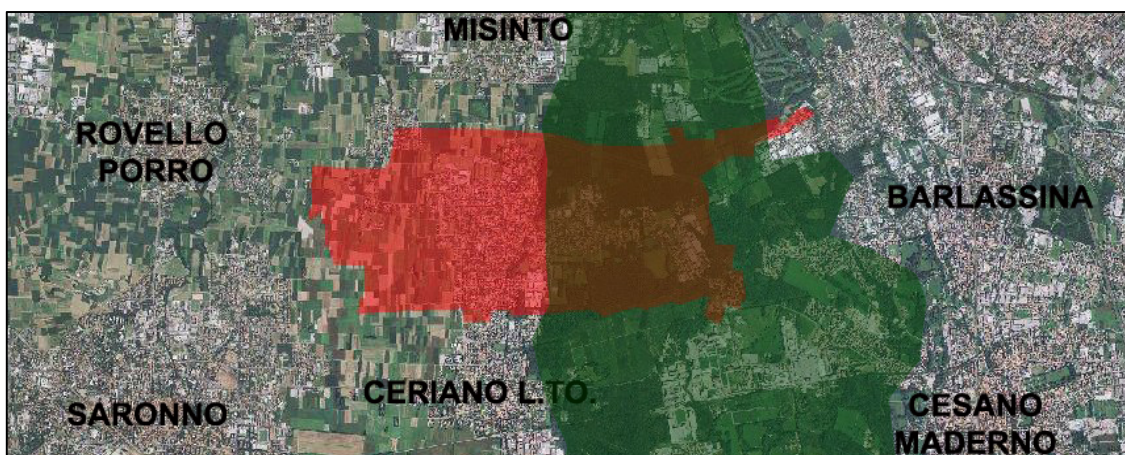 MISINTO
ROVELLO
PORRO
BARLASSINA
CERIANO L.TO.
SARONNO
CESANO
MADERNO